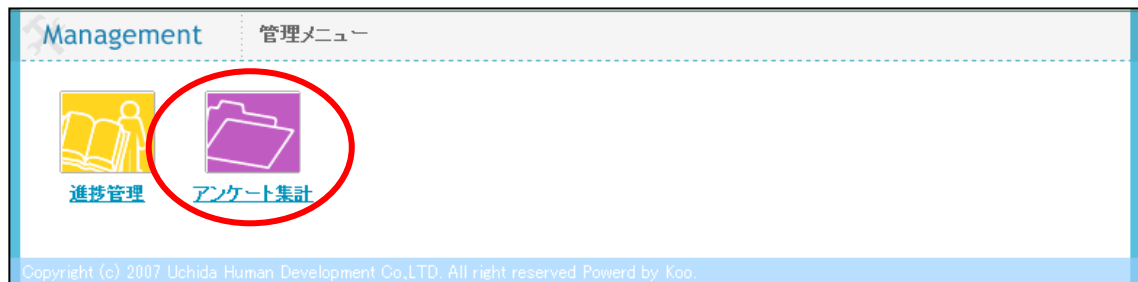 Management 管理メニュー
進捗管理 アンケート集計
Copyright (c) 2007 Uchida Human Development Co,LTD. All right reserved Powerd by Koo.